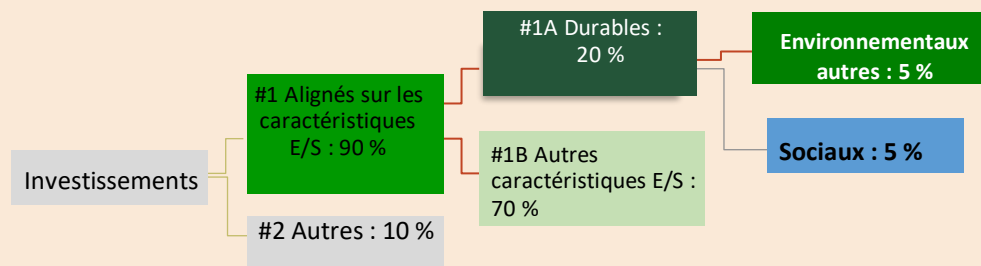 Investissements
#1 Alignés sur les
caractéristiques
E/S : 90 %
#2 Autres : 10 %
#1A Durables :
20 %
#1B Autres
caractéristiques E/S :
70 %
Environnementaux
autres : 5 %
Sociaux : 5 %